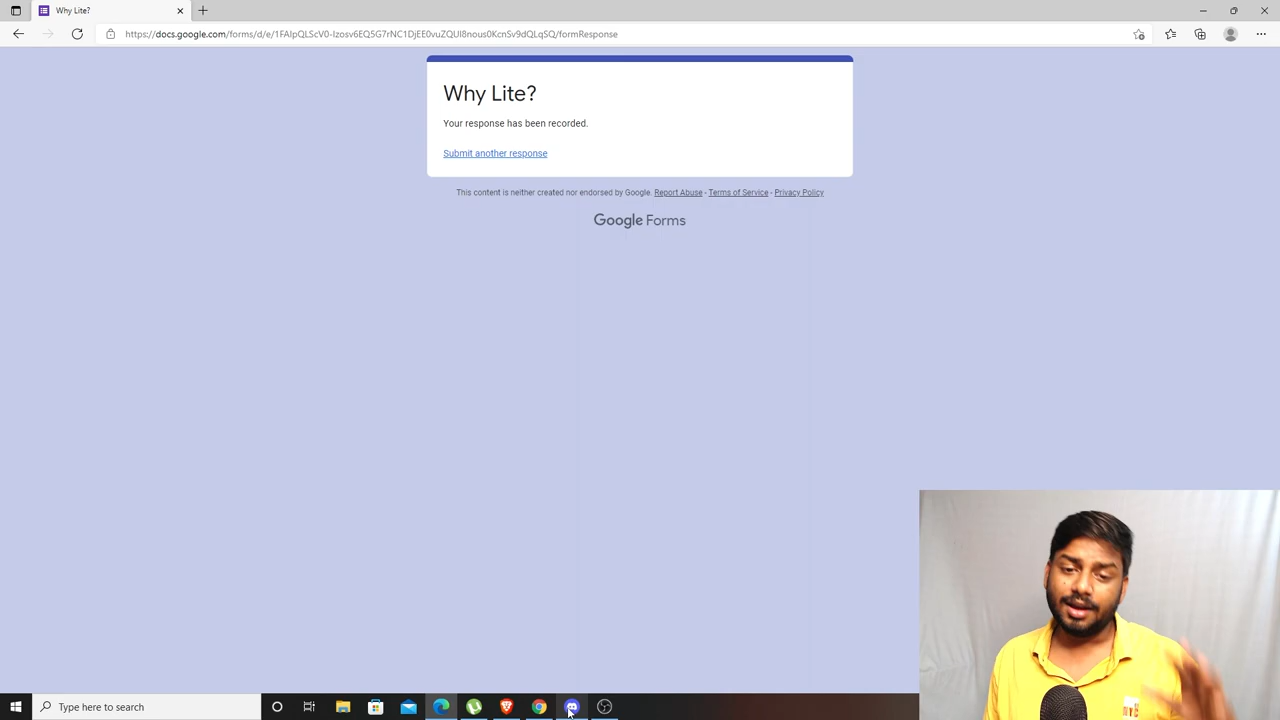 Why Lite?
https://docs.google.com/forms/d/e/1FAIpQLScV0-Izosv6EQ5G7rNC1DjEE0vuZQUI8nous0KcnSv9dQLqSQ/formResponse
Why Lite?
Your response has been recorded.
Submit another response
This content is neither created nor endorsed by Google. Report Abuse - Terms of Service - Privacy Policy
Google Forms
Type here to search